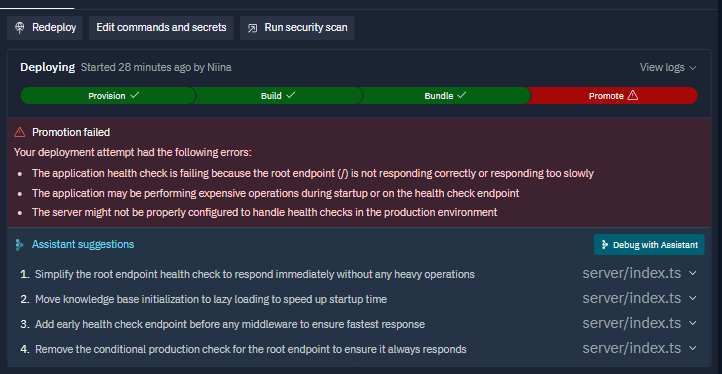 Redeploy Edit commands and secrets Run security scan
Deploying Started 28 minutes ago by Niina View logs
Provision Build Bundle Promote
Promotion failed
Your deployment attempt had the following errors:
• The application health check is failing because the root endpoint (/) is not responding correctly or responding too slowly
• The application may be performing expensive operations during startup or on the health check endpoint
• The server might not be properly configured to handle health checks in the production environment
Assistant suggestions Debug with Assistant
1. Simplify the root endpoint health check to respond immediately without any heavy operations server/index.ts
2. Move knowledge base initialization to lazy loading to speed up startup time server/index.ts
3. Add early health check endpoint before any middleware to ensure fastest response server/index.ts
4. Remove the conditional production check for the root endpoint to ensure it always responds server/index.ts